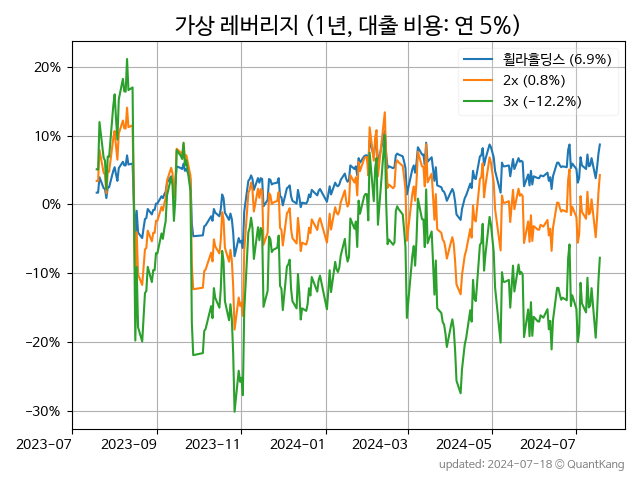 가상 레버리지 (1년, 대출 비용: 연 5%)
휠라홀딩스 (6.9%)
2x (0.8%)
3x (−12.2%)
20%
10%
0%
−10%
−20%
−30%
2023-07
2023-09
2023-11
2024-01
2024-03
2024-05
2024-07
updated: 2024-07-18 © QuantKang